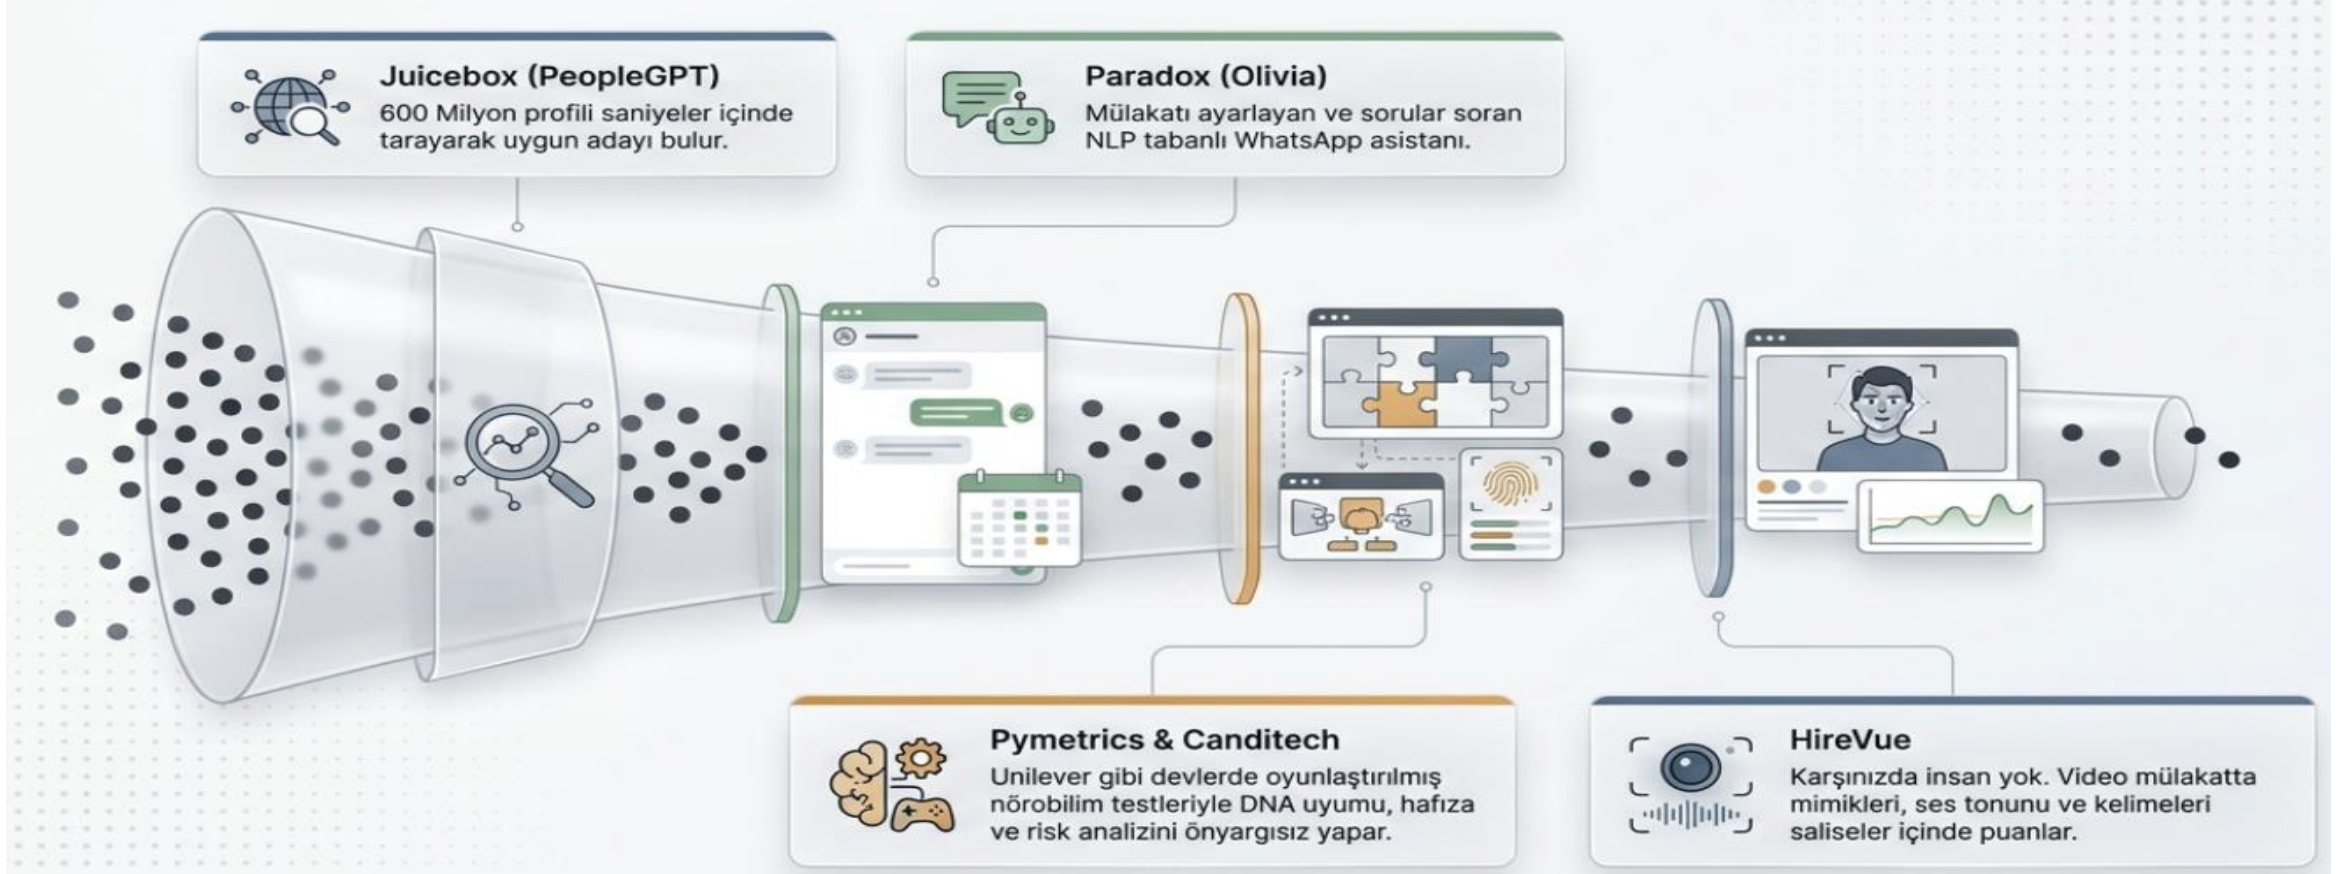 Juicebox (PeopleGPT)
600 Milyon profili saniyeler içinde
tarayarak uygun adayı bulur.
Paradox (Olivia)
Mülakatı ayarlayan ve sorular soran
NLP tabanlı WhatsApp asistanı.
Pymetrics & Canditech
Unilever gibi devlerde oyunlaştırılmış
nörobilim testleriyle DNA uyumu, hafıza
ve risk analizini önyargısız yapar.
HireVue
Karşınızda insan yok. Video mülakatta
mimikleri, ses tonunu ve kelimeleri
saliseler içinde puanlar.